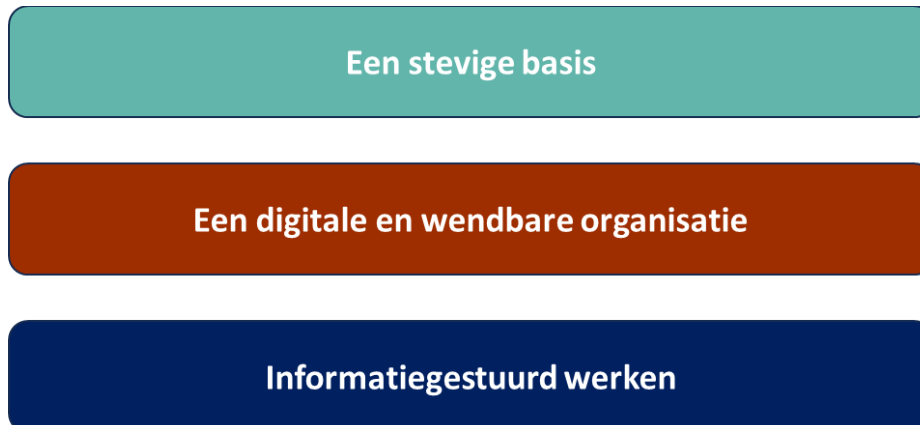 Een stevige basis
Een digitale en wendbare organisatie
Informatiegestuurd werken